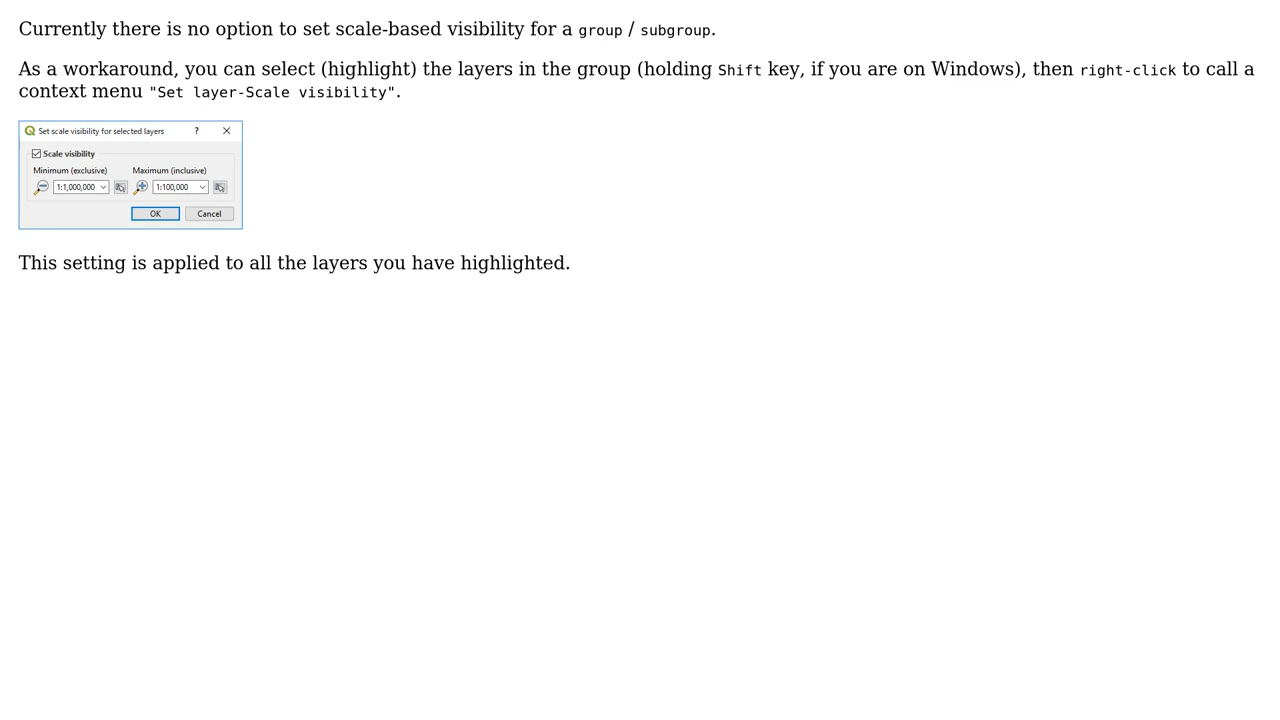 Currently there is no option to set scale-based visibility for a group / subgroup.
As a workaround, you can select (highlight) the layers in the group (holding Shift key, if you are on Windows), then right-click to call a
context menu "Set layer-Scale visibility".
Set scale visibility for selected layers ?
Scale visibility
Minimum (exclusive) Maximum (inclusive)
1:1,000,000 1:100,000
OK Cancel
This setting is applied to all the layers you have highlighted.